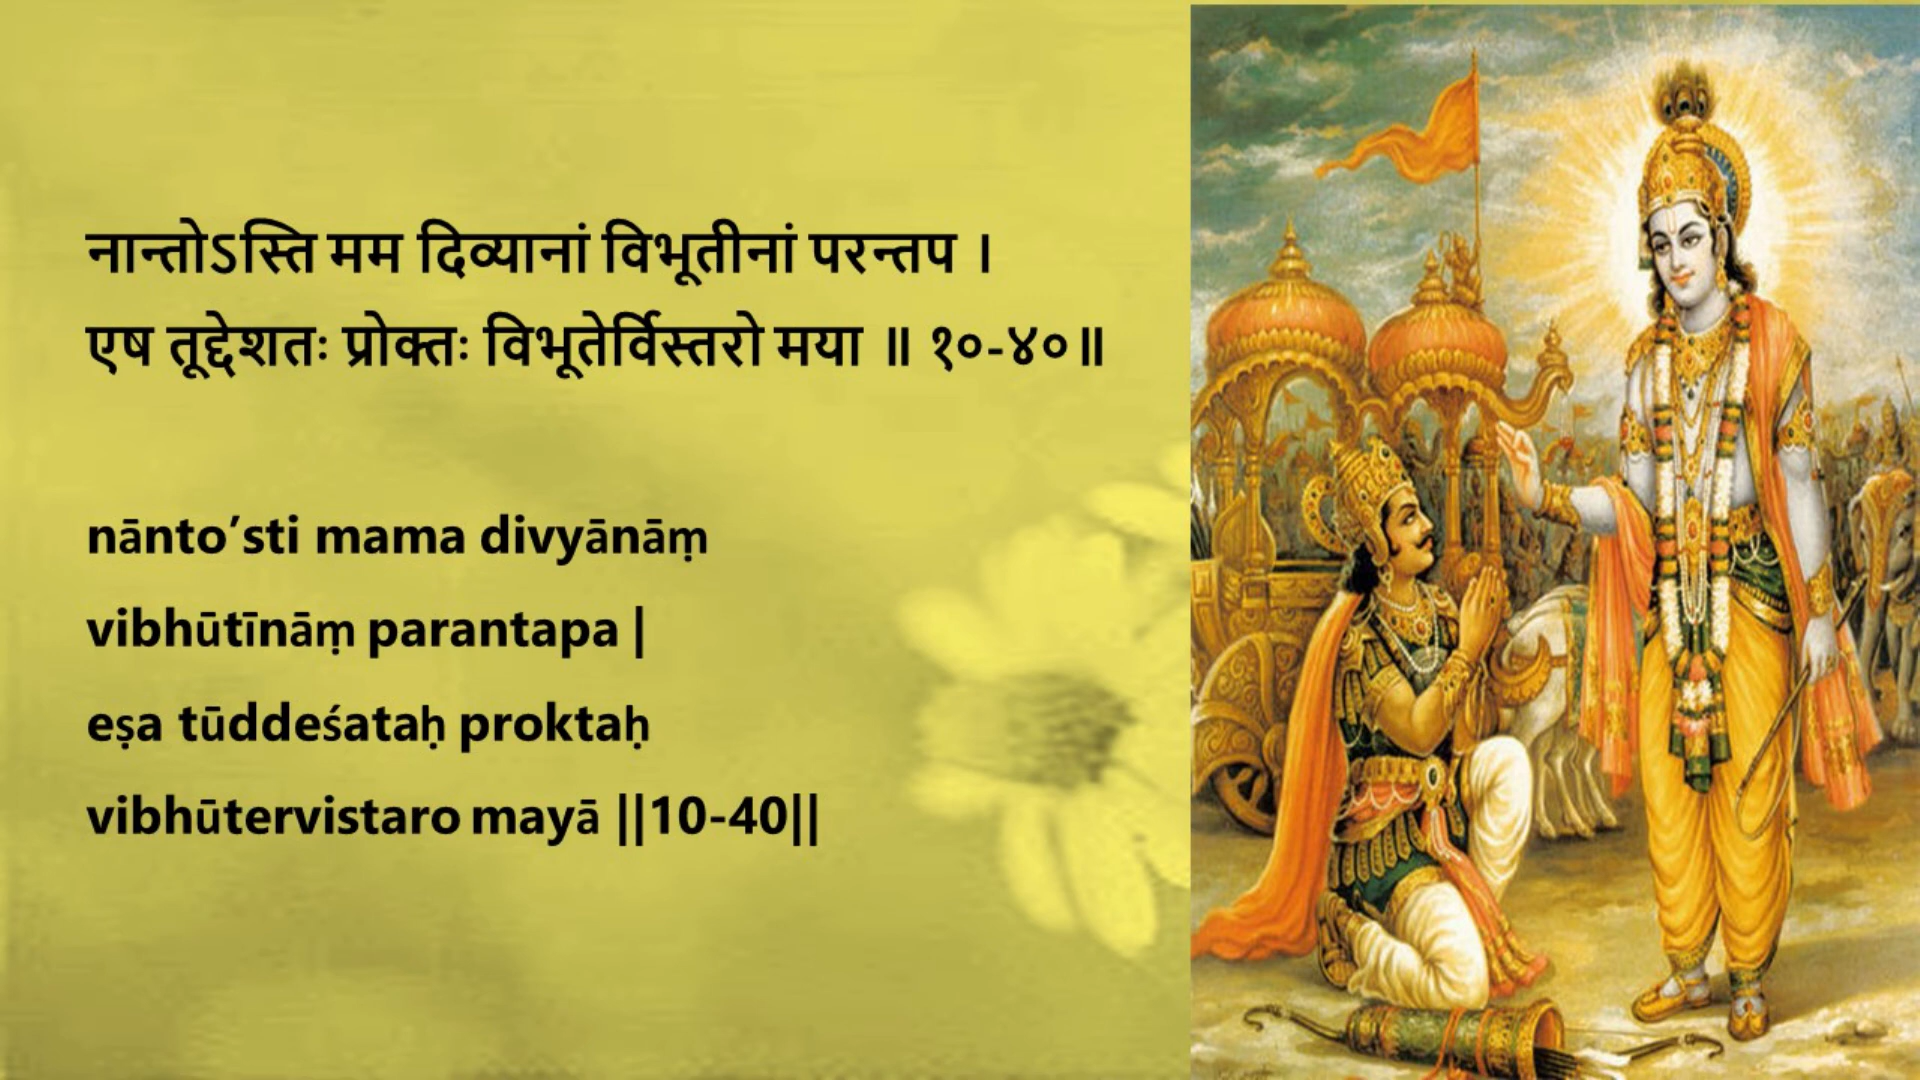 नान्तोऽस्ति मम दिव्यानां विभूतीनां परन्तप ।
एष तूद्देशतः प्रोक्तः विभूतेर्विस्तरो मया ॥ १०-४०॥
nānto’sti mama divyānāṃ
vibhūtīnāṃ parantapa |
eṣa tūddeśataḥ proktaḥ
vibhūtervistaro mayā ||10-40||